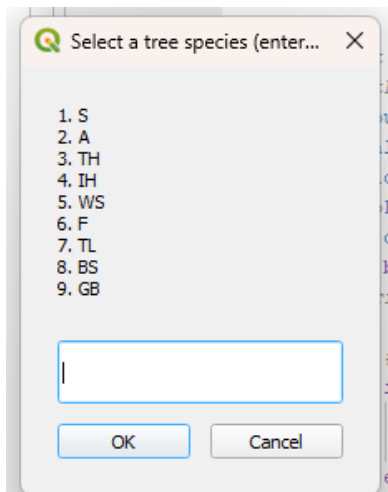 Select a tree species (enter...
1. S
2. A
3. TH
4. IH
5. WS
6. F
7. TL
8. BS
9. GB
OK
Cancel